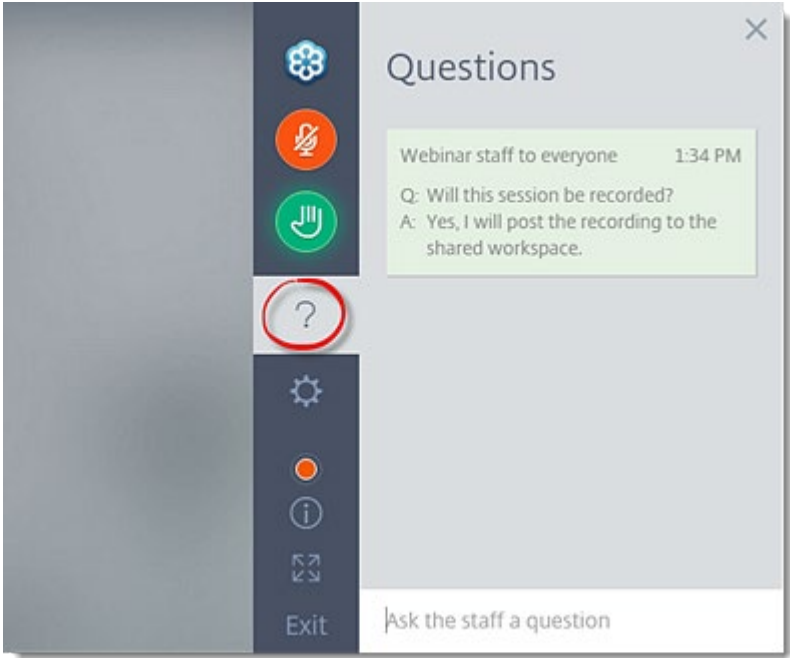 Questions
Webinar staff to everyone 1:34 PM
Q: Will this session be recorded?
A: Yes, I will post the recording to the
shared workspace.
?
Exit
Ask the staff a question